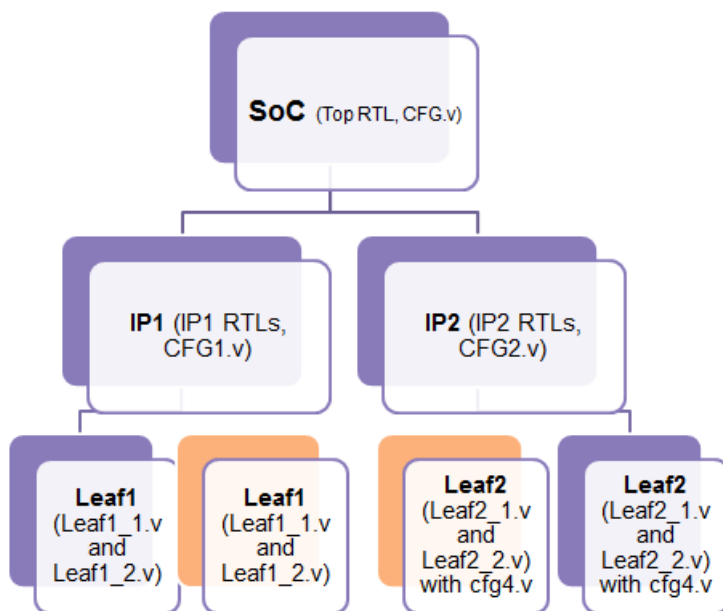 SoC (Top RTL, CFG.v)
IP1 (IP1 RTLs,
CFG1.v)
IP2 (IP2 RTLs,
CFG2.v)
Leaf1
(Leaf1_1.v
and
Leaf1_2.v)
Leaf1
(Leaf1_1.v
and
Leaf1_2.v)
Leaf2
(Leaf2_1.v
and
Leaf2_2.v)
with cfg4.v
Leaf2
(Leaf2_1.v
and
Leaf2_2.v)
with cfg4.v